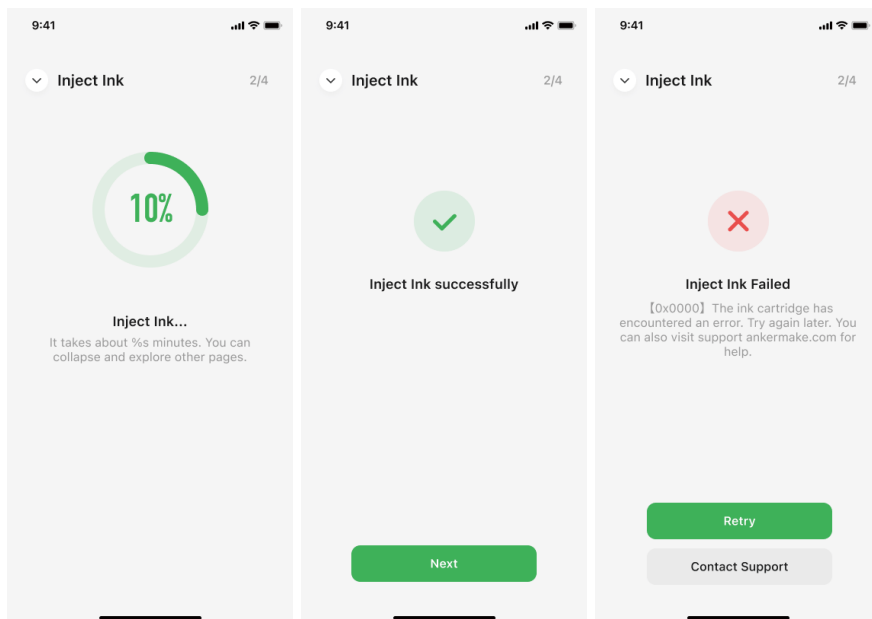 9:41
Inject Ink
2/4
10%
Inject Ink...
It takes about %s minutes. You can
collapse and explore other pages.
9:41
Inject Ink
2/4
Inject Ink successfully
Next
9:41
Inject Ink
2/4
Inject Ink Failed
【0x0000】The ink cartridge has
encountered an error. Try again later. You
can also visit support ankermake.com for
help.
Retry
Contact Support